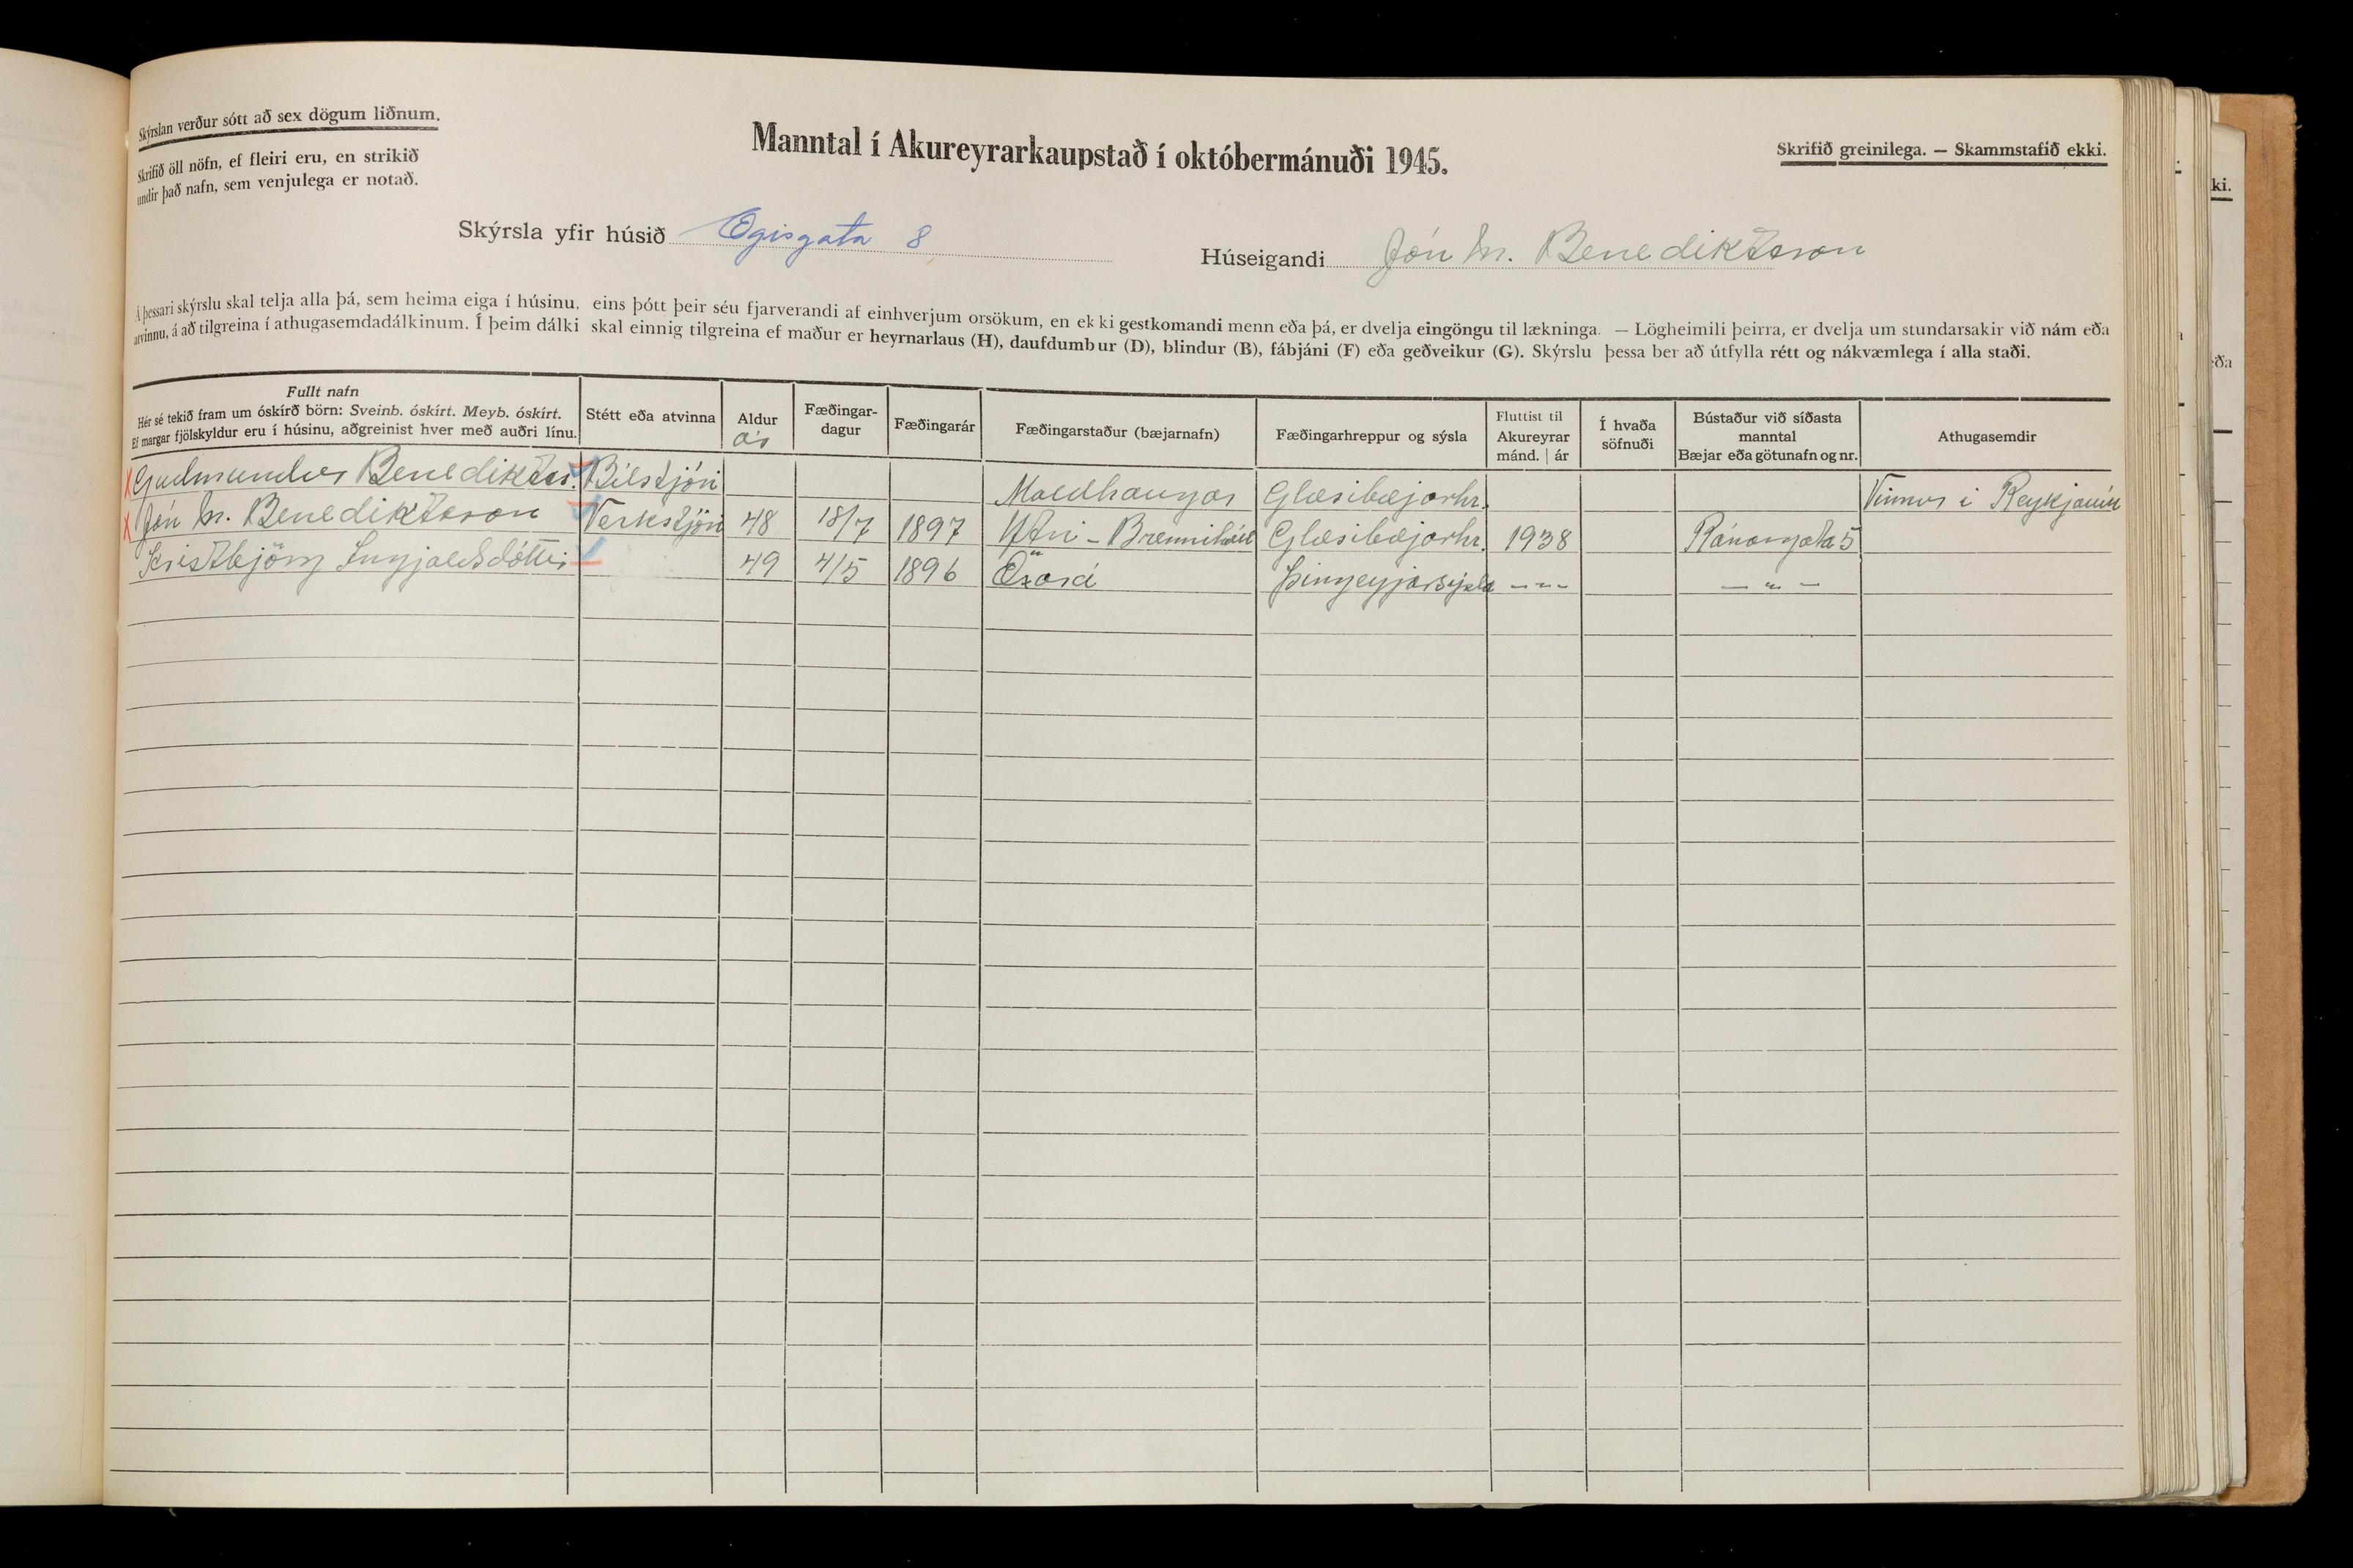 Skýrslan verður sótt að sex dögum liðnum.
Skrifið öll nöfn, ef fleiri eru, en strikið
undir það nafn, sem venjulega er notað.
Manntal í Akureyrarkaupstað í októbermánuði 1945.
Skrifið greinilega. — Skammstafið ekki.
Skýrsla yfir húsið Ægisgata 8
Húseigandi Jón M. Benediktsson
Á þessari skýrslu skal telja alla þá, sem heima eiga í húsinu, eins þótt þeir séu fjarverandi af einhverjum orsökum, en ekki gestkomandi menn eða þá, er dvelja eingöngu til lækninga. — Lögheimili þeirra, er dvelja um stundarsakir við nám eða
atvinnu, á að tilgreina í athugasemdadálkinum. Í þeim dálki skal einnig tilgreina ef maður er heyrnarlaus (H), daufdumbur (D), blindur (B), fábjáni (F) eða geðveikur (G). Skýrslu þessa ber að útfylla rétt og nákvæmlega í alla staði.
Fullt nafn
Hér sé tekið fram um óskírð börn: Sveinb. óskírt. Meyb. óskírt.
Ef margar fjölskyldur eru í húsinu, aðgreinist hver með auðri línu.
Stétt eða atvinna
Aldur
ár
Fæðingar-
dagur
Fæðingarár
Fæðingarstaður (bæjarnafn)
Fæðingarhreppur og sýsla
Fluttist til
Akureyrar
mánd. | ár
Í hvaða
söfnuði
Bústaður við síðasta
manntal
Bæjar eða götunafn og nr.
Athugasemdir
x Guðmundur Benedikts. Bílstjóri Moldhaugar Glæsibæjarhr. Vinnur í
x Jón M. Benediktsson Verkstjóri 48 18/7 1897 Ytri-Brennihóll Glæsibæjarhr. 1938 Ránargata 5
Kristbjörg Ingjaldsdóttir 49 4/5 1896 Öxará Þingeyjarsýsla — " — — " —
ki.
eða